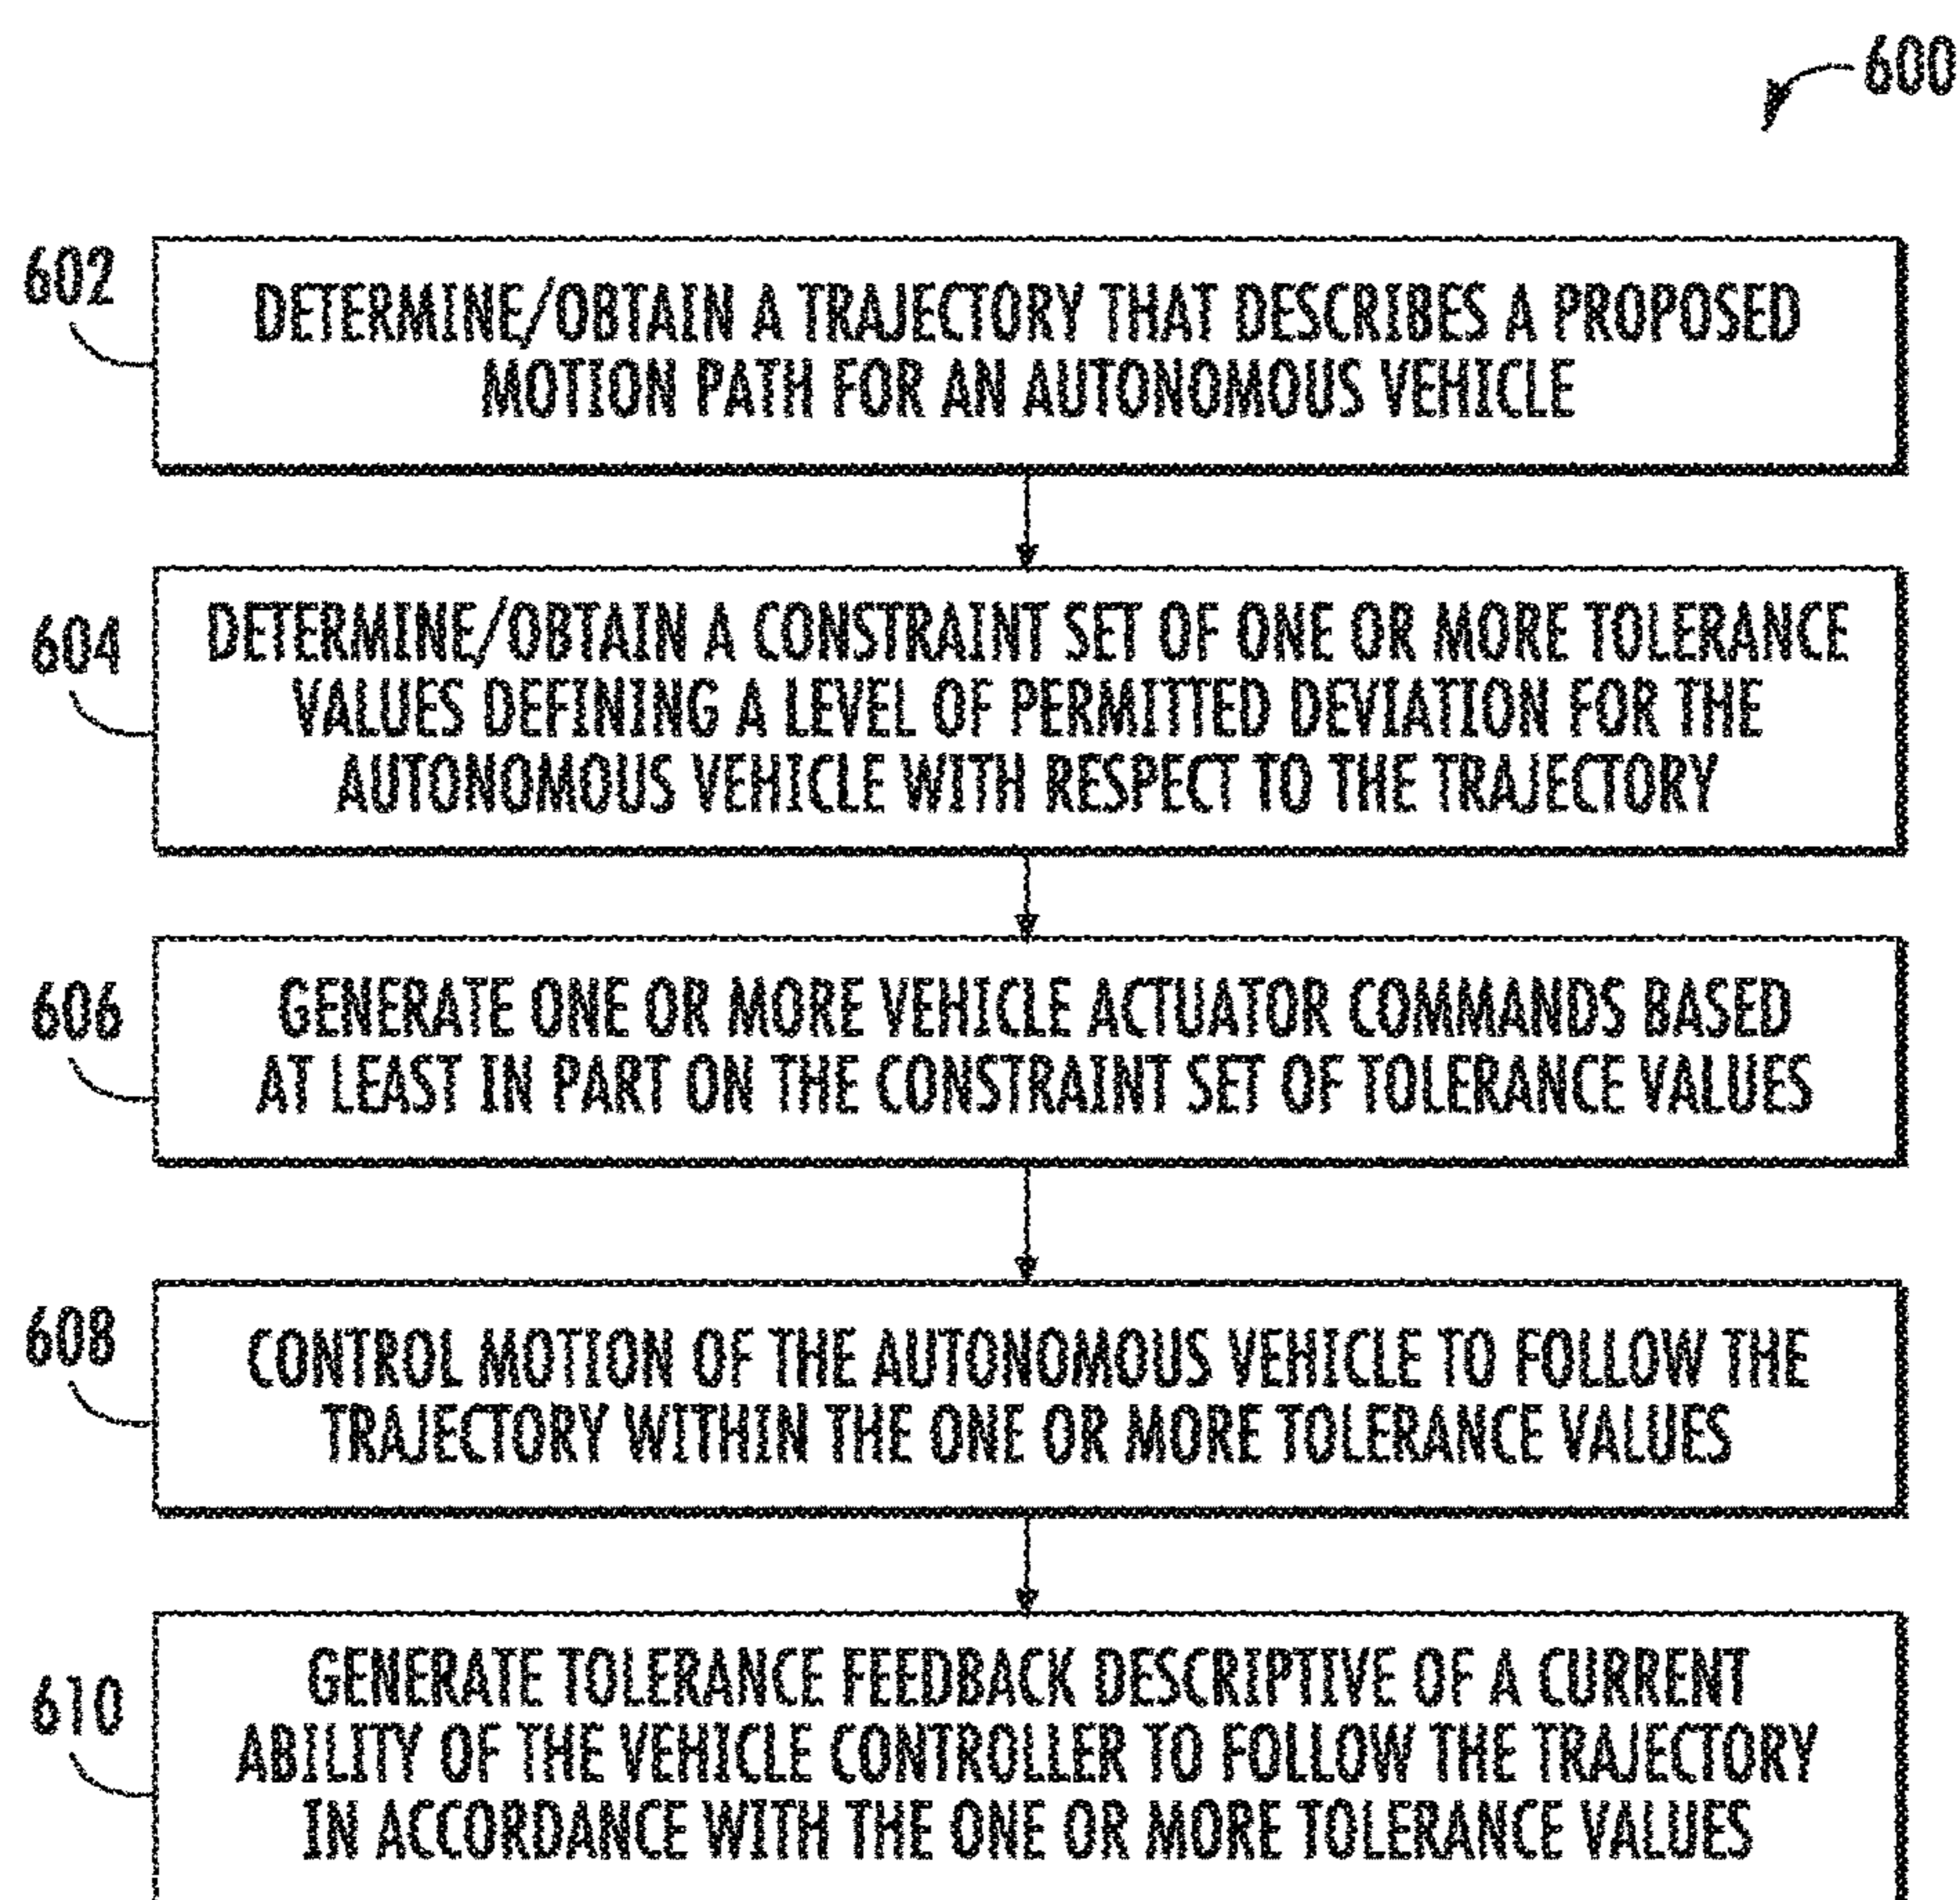 600
602
DETERMINE/OBTAIN A TRAJECTORY THAT DESCRIBES A PROPOSED
MOTION PATH FOR AN AUTONOMOUS VEHICLE
604
DETERMINE/OBTAIN A CONSTRAINT SET OF ONE OR MORE TOLERANCE
VALUES DEFINING A LEVEL OF PERMITTED DEVIATION FOR THE
AUTONOMOUS VEHICLE WITH RESPECT TO THE TRAJECTORY
606
GENERATE ONE OR MORE VEHICLE ACTUATOR COMMANDS BASED
AT LEAST IN PART ON THE CONSTRAINT SET OF TOLERANCE VALUES
608
CONTROL MOTION OF THE AUTONOMOUS VEHICLE TO FOLLOW THE
TRAJECTORY WITHIN THE ONE OR MORE TOLERANCE VALUES
610
GENERATE TOLERANCE FEEDBACK DESCRIPTIVE OF A CURRENT
ABILITY OF THE VEHICLE CONTROLLER TO FOLLOW THE TRAJECTORY
IN ACCORDANCE WITH THE ONE OR MORE TOLERANCE VALUES